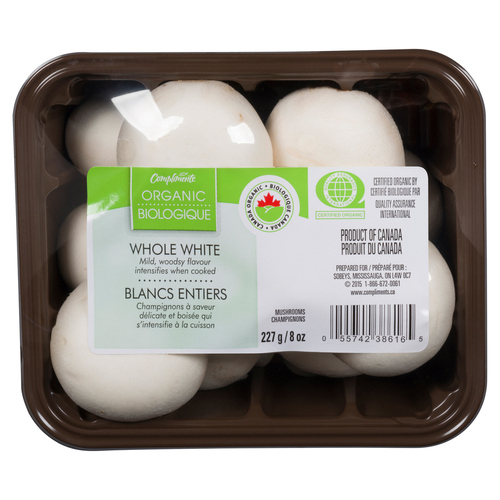 Compliments
ORGANIC
BIOLOGIQUE
WHOLE WHITE
Mild, woodsy flavour
intensifies when cooked
BLANCS ENTIERS
Champignons à saveur
délicate et boisée qui
s'intensifie à la cuisson
CANADA ORGANIC • BIOLOGIQUE CANADA
MUSHROOMS
CHAMPIGNONS
227 g / 8 oz
Q
CERTIFIED ORGANIC
CERTIFIED ORGANIC BY
CERTIFIÉ BIOLOGIQUE PAR
QUALITY ASSURANCE
INTERNATIONAL
PRODUCT OF CANADA
PRODUIT DU CANADA
PREPARED FOR / PRÉPARÉ POUR :
SOBEYS, MISSISSAUGA, ON L4W 0C7
© 2015 1-866-672-0061
www.compliments.ca
0 55742 38616 5